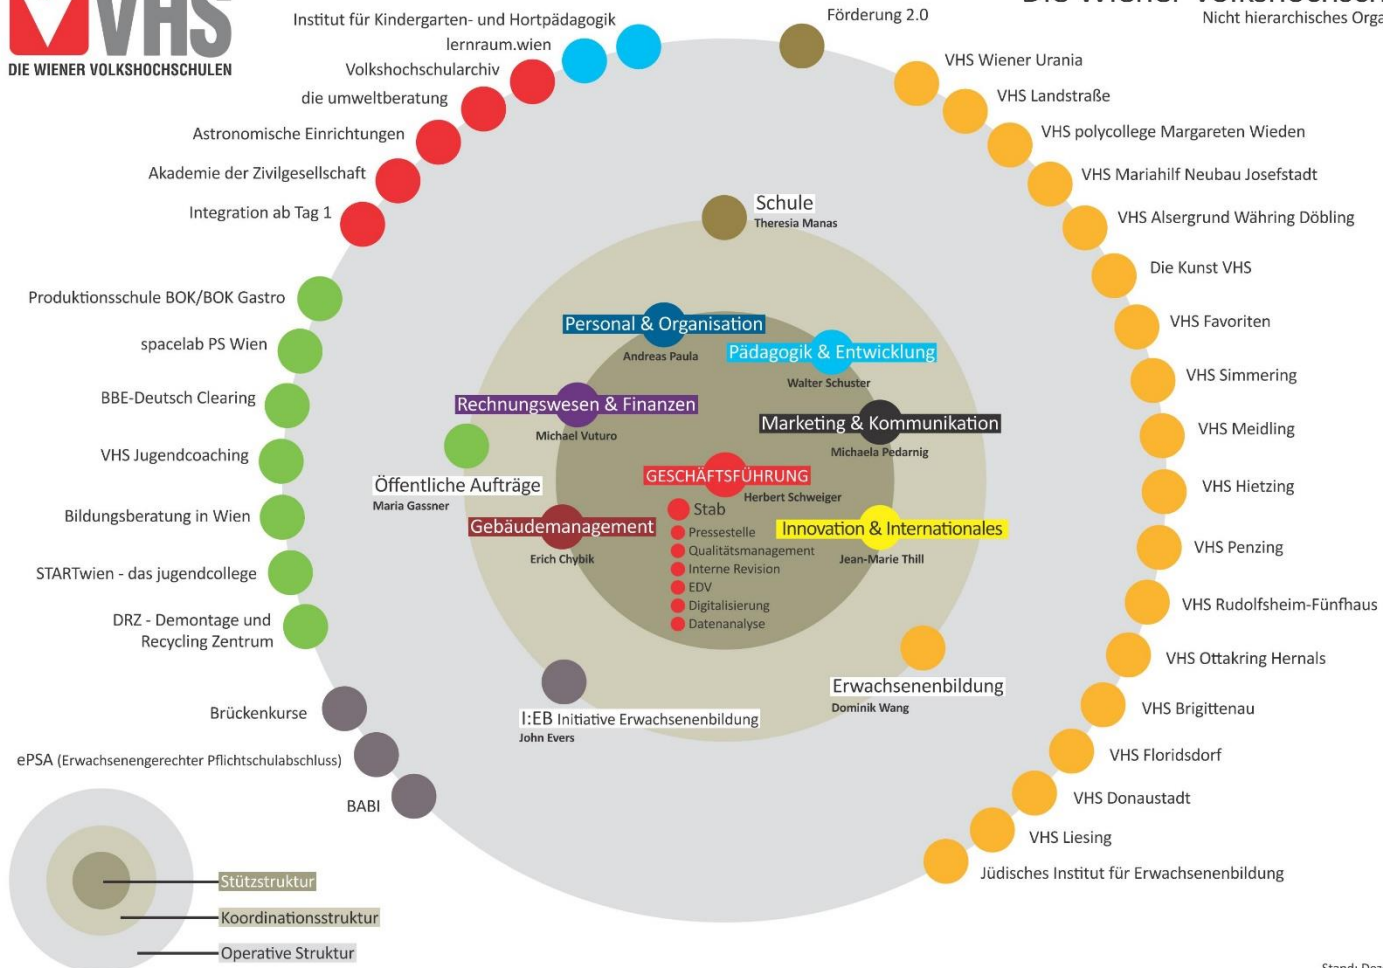 VHS
DIE WIENER VOLKSHOCHSCHULEN
Die Wiener Volkshochsch
Nicht hierarchisches Orga
Institut für Kindergarten- und Hortpädagogik
lernraum.wien
Volkshochschularchiv
die umweltberatung
Astronomische Einrichtungen
Akademie der Zivilgesellschaft
Integration ab Tag 1
Produktionsschule BOK/BOK Gastro
spacelab PS Wien
BBE-Deutsch Clearing
VHS Jugendcoaching
Bildungsberatung in Wien
STARTwien - das jugendcollege
DRZ - Demontage und
Recycling Zentrum
Brückenkurse
ePSA (Erwachsenengerechter Pflichtschulabschluss)
BABI
Förderung 2.0
VHS Wiener Urania
VHS Landstraße
VHS polycollege Margareten Wieden
VHS Mariahilf Neubau Josefstadt
VHS Alsergrund Währing Döbling
Die Kunst VHS
VHS Favoriten
VHS Simmering
VHS Meidling
VHS Hietzing
VHS Penzing
VHS Rudolfsheim-Fünfhaus
VHS Ottakring Hernals
VHS Brigittenau
VHS Floridsdorf
VHS Donaustadt
VHS Liesing
Jüdisches Institut für Erwachsenenbildung
Schule
Theresia Manas
Personal & Organisation
Andreas Paula
Pädagogik & Entwicklung
Walter Schuster
Rechnungswesen & Finanzen
Michael Vuturo
Marketing & Kommunikation
Michaela Pedarnig
Öffentliche Aufträge
Maria Gassner
GESCHÄFTSFÜHRUNG
Herbert Schweiger
Stab
Pressestelle
Qualitätsmanagement
Interne Revision
EDV
Digitalisierung
Datenanalyse
Gebäudemanagement
Erich Chybik
Innovation & Internationales
Jean-Marie Thill
I:EB Initiative Erwachsenenbildung
John Evers
Erwachsenenbildung
Dominik Wang
Stützstruktur
Koordinationsstruktur
Operative Struktur